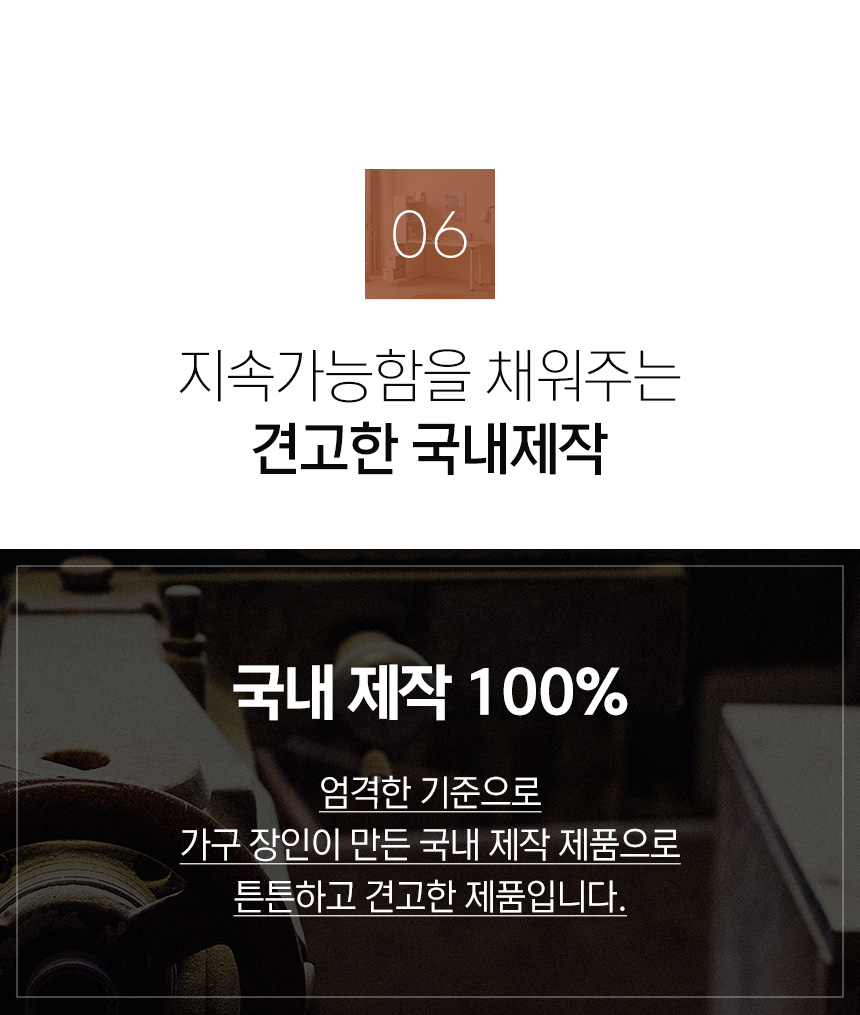 06
지속가능함을 채워주는
견고한 국내제작
국내 제작 100%
엄격한 기준으로
가구 장인이 만든 국내 제작 제품으로
튼튼하고 견고한 제품입니다.